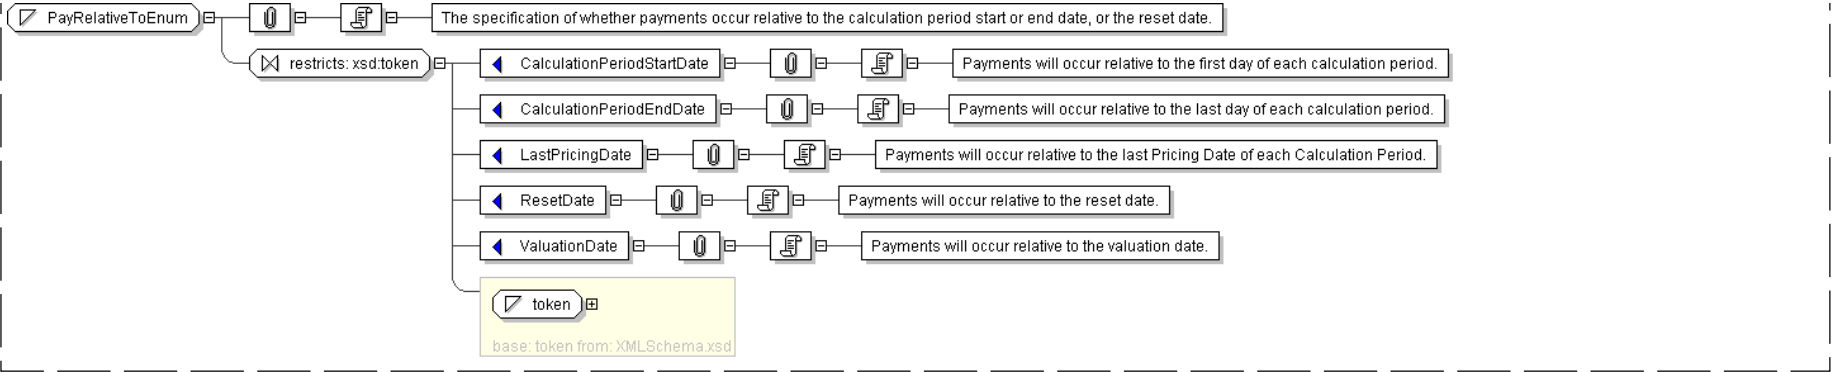 PayRelativeToEnum The specification of whether payments occur relative to the calculation period start or end date, or the reset date.
restricts: xsd:token CalculationPeriodStartDate Payments will occur relative to the first day of each calculation period.
CalculationPeriodEndDate Payments will occur relative to the last day of each calculation period.
LastPricingDate Payments will occur relative to the last Pricing Date of each Calculation Period.
ResetDate Payments will occur relative to the reset date.
ValuationDate Payments will occur relative to the valuation date.
token
base: token from: XMLSchema.xsd